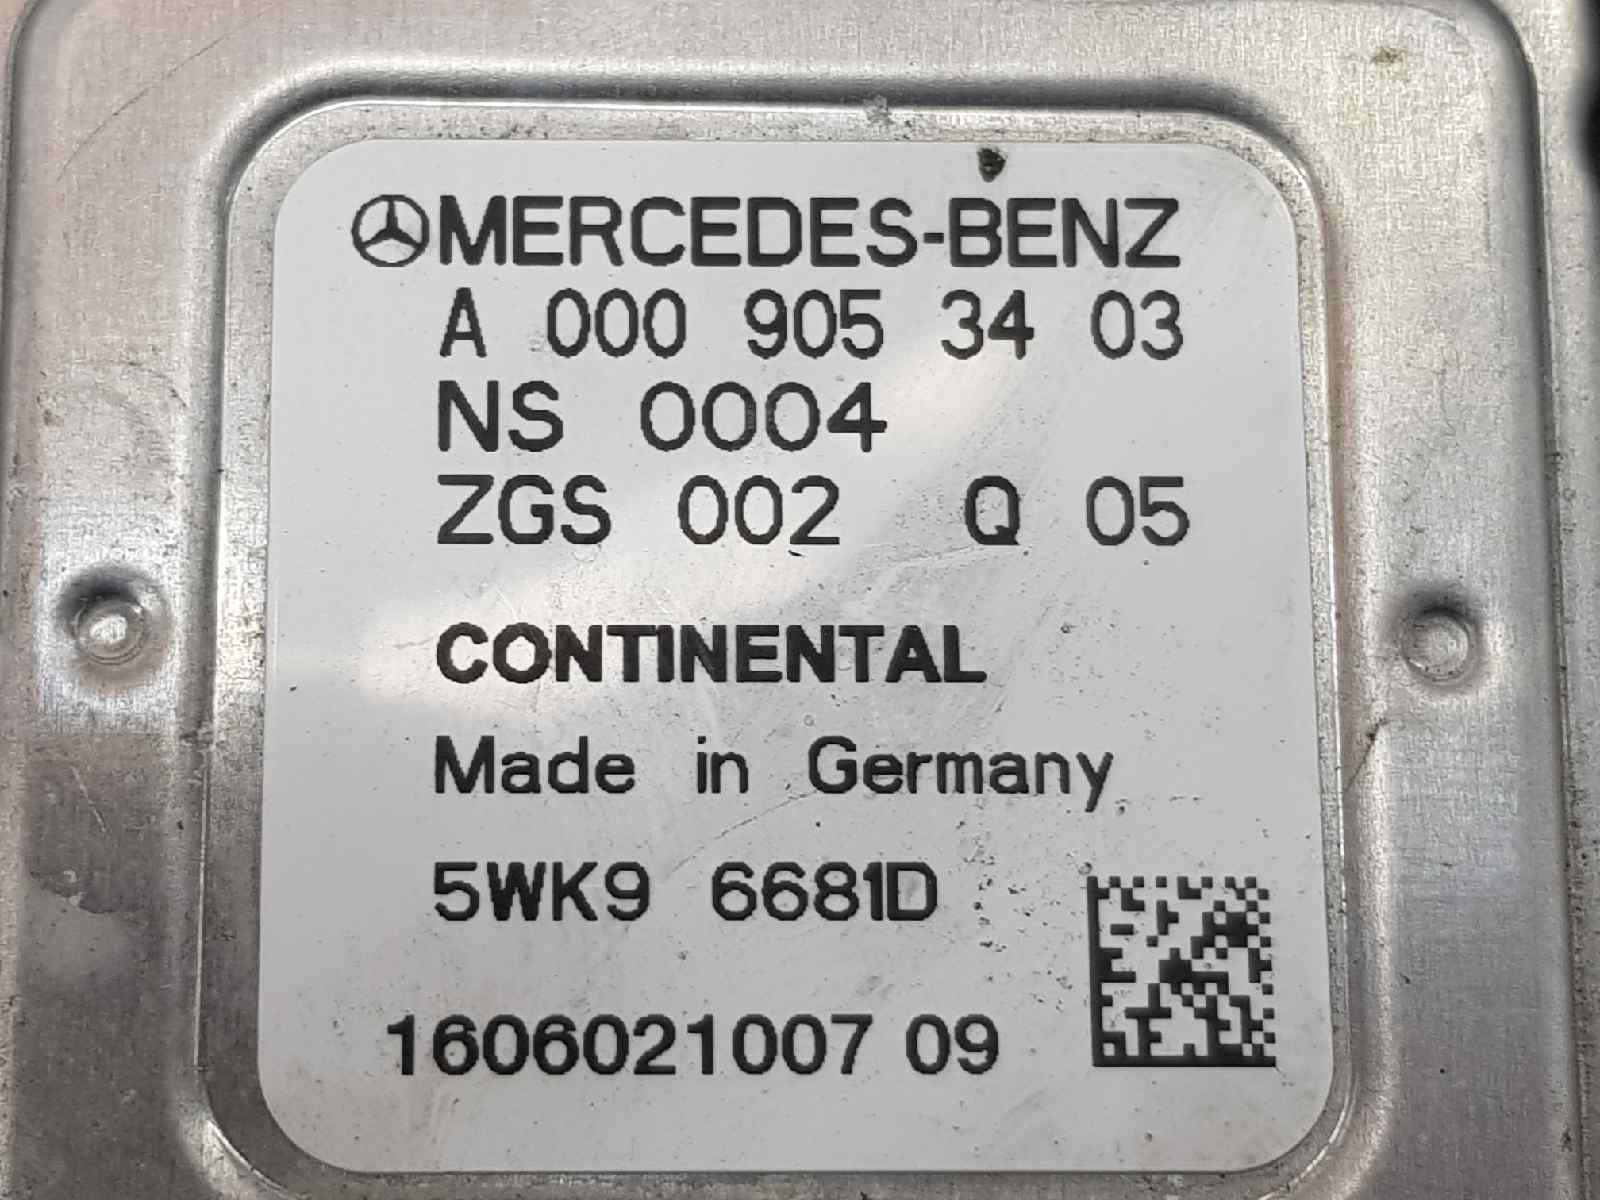 MERCEDES-BENZ
A 000 905 34 03
NS 0004
ZGS 002 Q 05
CONTINENTAL
Made in Germany
5WK9 6681D
1606021007 09